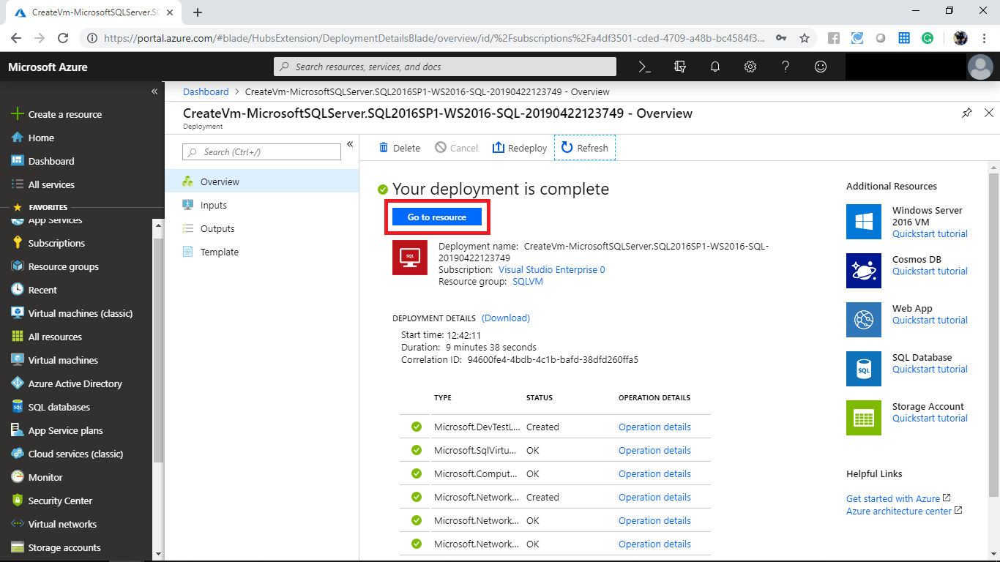 CreateVm-MicrosoftSQLServer.SQ
https://portal.azure.com/#blade/HubsExtension/DeploymentDetailsBlade/overview/id/%2Fsubscriptions%2Fa4df3501-cded-4709-a48b-bc4584f3...
Microsoft Azure
Search resources, services, and docs
Create a resource
Home
Dashboard
All services
FAVORITES
App Services
Subscriptions
Resource groups
Recent
Virtual machines (classic)
All resources
Virtual machines
Azure Active Directory
SQL databases
App Service plans
Cloud services (classic)
Monitor
Security Center
Virtual networks
Storage accounts
Dashboard > CreateVm-MicrosoftSQLServer.SQL2016SP1-WS2016-SQL-20190422123749 - Overview
CreateVm-MicrosoftSQLServer.SQL2016SP1-WS2016-SQL-20190422123749 - Overview
Deployment
Search (Ctrl+/)
Overview
Inputs
Outputs
Template
Delete
Cancel
Redeploy
Refresh
Your deployment is complete
Go to resource
SQL
Deployment name: CreateVm-MicrosoftSQLServer.SQL2016SP1-WS2016-SQL-
20190422123749
Subscription: Visual Studio Enterprise 0
Resource group: SQLVM
DEPLOYMENT DETAILS (Download)
Start time: 12:42:11
Duration: 9 minutes 38 seconds
Correlation ID: 94600fe4-4bdb-4c1b-bafd-38dfd260ffa5
TYPE STATUS OPERATION DETAILS
Microsoft.DevTestL... Created Operation details
Microsoft.SqlVirtu... OK Operation details
Microsoft.Comput... OK Operation details
Microsoft.Network... Created Operation details
Microsoft.Network... OK Operation details
Microsoft.Network... OK Operation details
Additional Resources
Windows Server
2016 VM
Quickstart tutorial
Cosmos DB
Quickstart tutorial
Web App
Quickstart tutorial
SQL
SQL Database
Quickstart tutorial
Storage Account
Quickstart tutorial
Helpful Links
Get started with Azure
Azure architecture center